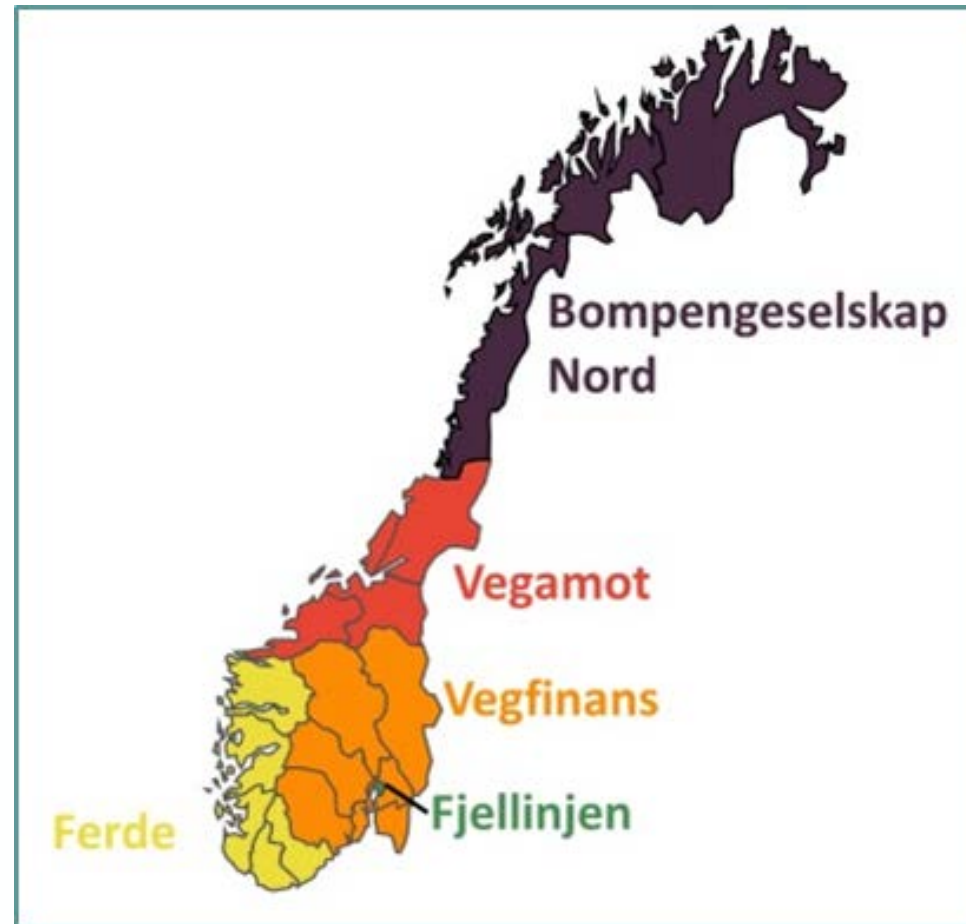 Bompengeselskap
Nord
Vegamot
Vegfinans
Fjellinjen
Ferde